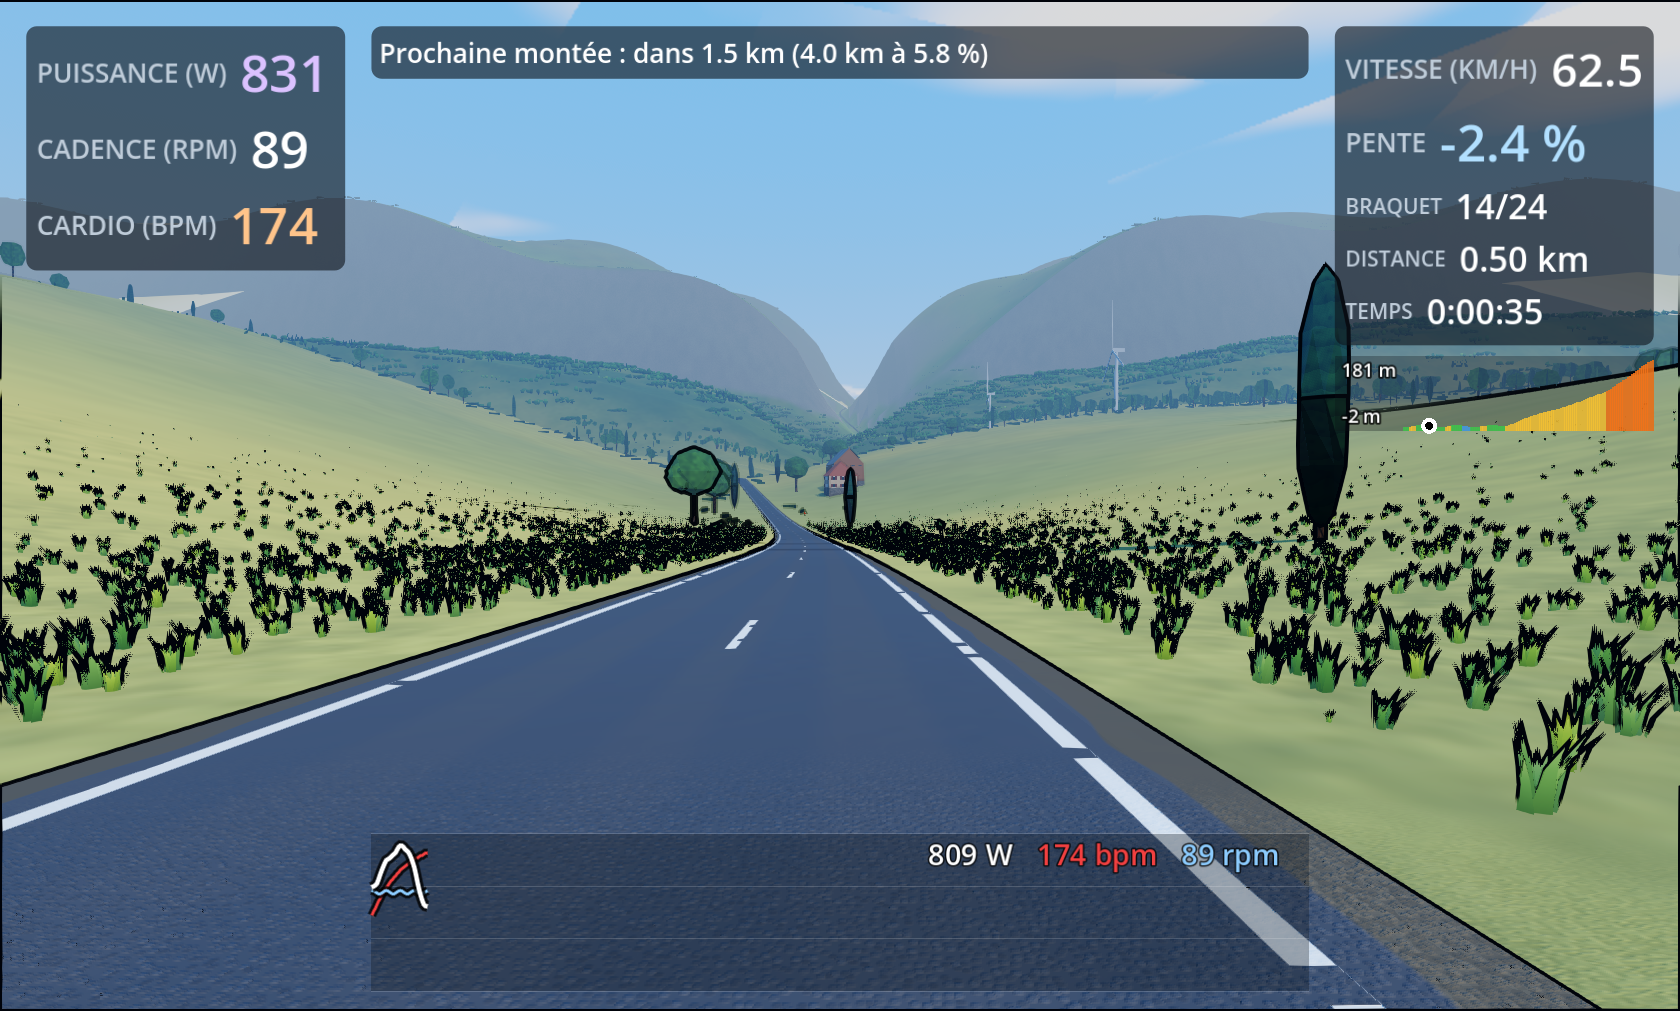 PUISSANCE (W) 831
CADENCE (RPM) 89
CARDIO (BPM) 174
Prochaine montée : dans 1.5 km (4.0 km à 5.8 %)
VITESSE (KM/H) 62.5
PENTE -2.4 %
BRAQUET 14/24
DISTANCE 0.50 km
TEMPS 0:00:35
181 m
-2 m
809 W 174 bpm 89 rpm